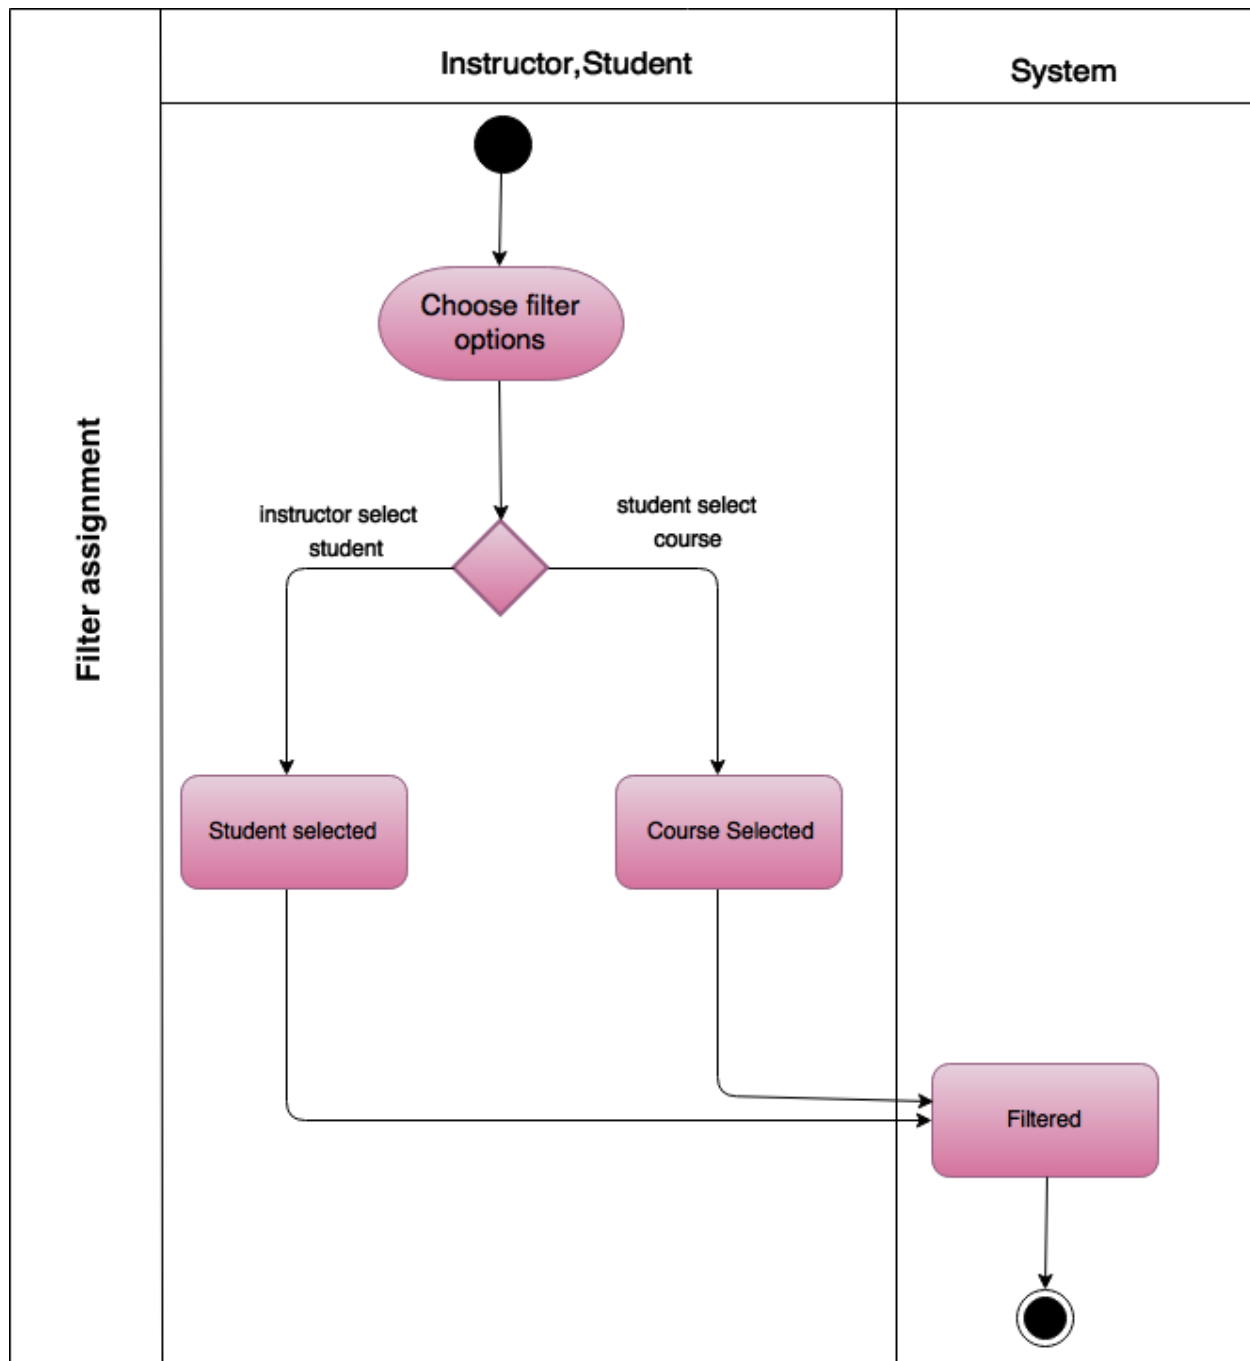 Instructor,Student
System
Filter assignment
Choose filter
options
instructor select
student
student select
course
Student selected
Course Selected
Filtered